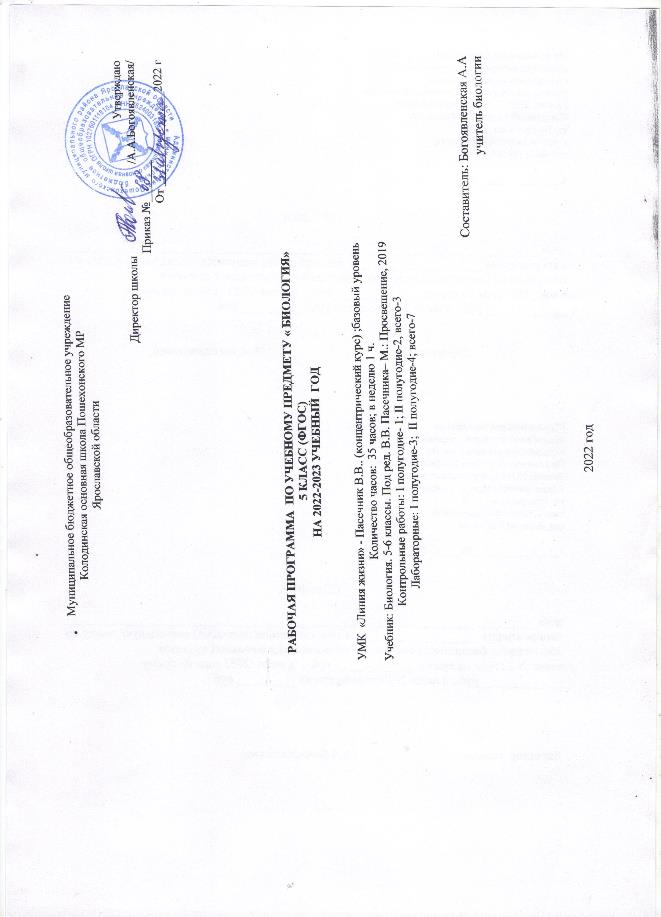 Муниципальное бюджетное общеобразовательное учреждение
Колодинская основная школа Пошехонского МР
Ярославской области
Утверждаю
Директор школы /А.А.Богоявленская/
Приказ №
От 2022 г
РАБОЧАЯ ПРОГРАММА ПО УЧЕБНОМУ ПРЕДМЕТУ « БИОЛОГИЯ»
5 КЛАСС (ФГОС)
НА 2022-2023 УЧЕБНЫЙ ГОД
УМК «Линия жизни» - Пасечник В.В.. (концентрический курс) ;базовый уровень
Количество часов: 35 часов; в неделю 1 ч.
Учебник: Биология. 5-6 классы. Под ред. В.В. Пасечника– М.: Просвещение, 2019
Контрольные работы: I полугодие- 1; II полугодие-2, всего-3
Лабораторные: I полугодие-3; II полугодие-4; всего-7
Составитель: Богоявленская А.А
учитель биологии
2022 год